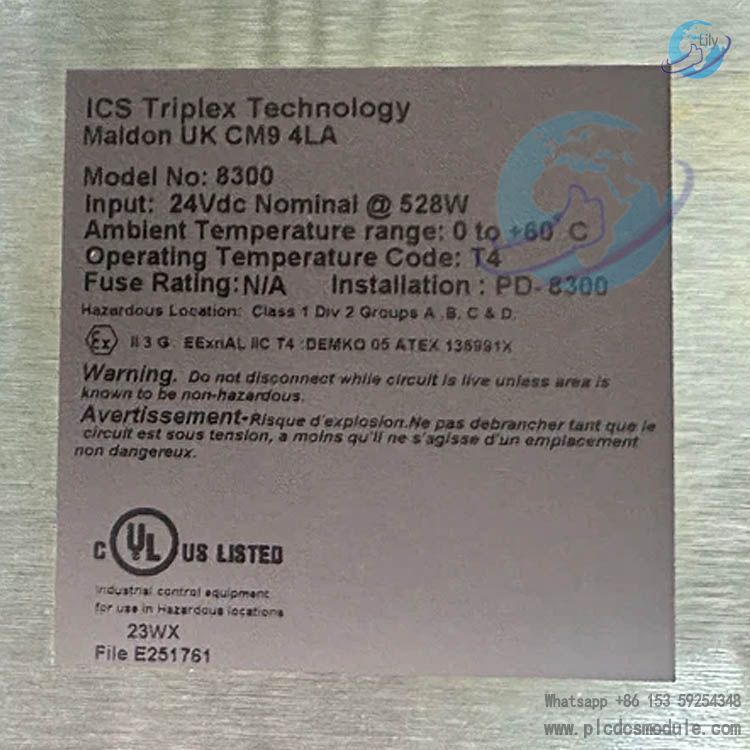 Lily
ICS Triplex Technology
Maldon UK CM9 4LA
Model No: 8300
Input: 24Vdc Nominal @ 528W
Ambient Temperature range: 0 to +60° C
Operating Temperature Code: T4
Fuse Rating: N/A Installation : PD- 8300
Hazardous Location: Class 1 Div 2 Groups A .B, C & D.
Ex II 3 G EExnAL IIC T4 :DEMKO 05 ATEX 136991X
Warning. Do not disconnect while circuit is live unless area is
known to be non-hazardous.
Avertissement-Risque d'explosion.Ne pas debrancher tant que le
circuit est sous tension, a moins qu'il ne s'agisse d'un emplacement
non dangereux.
C UL US LISTED
Industrial control equipment
for use in Hazardous locations
23WX
File E251761
Whatsapp +86 153 59254348
www.plcdcsmodule.com